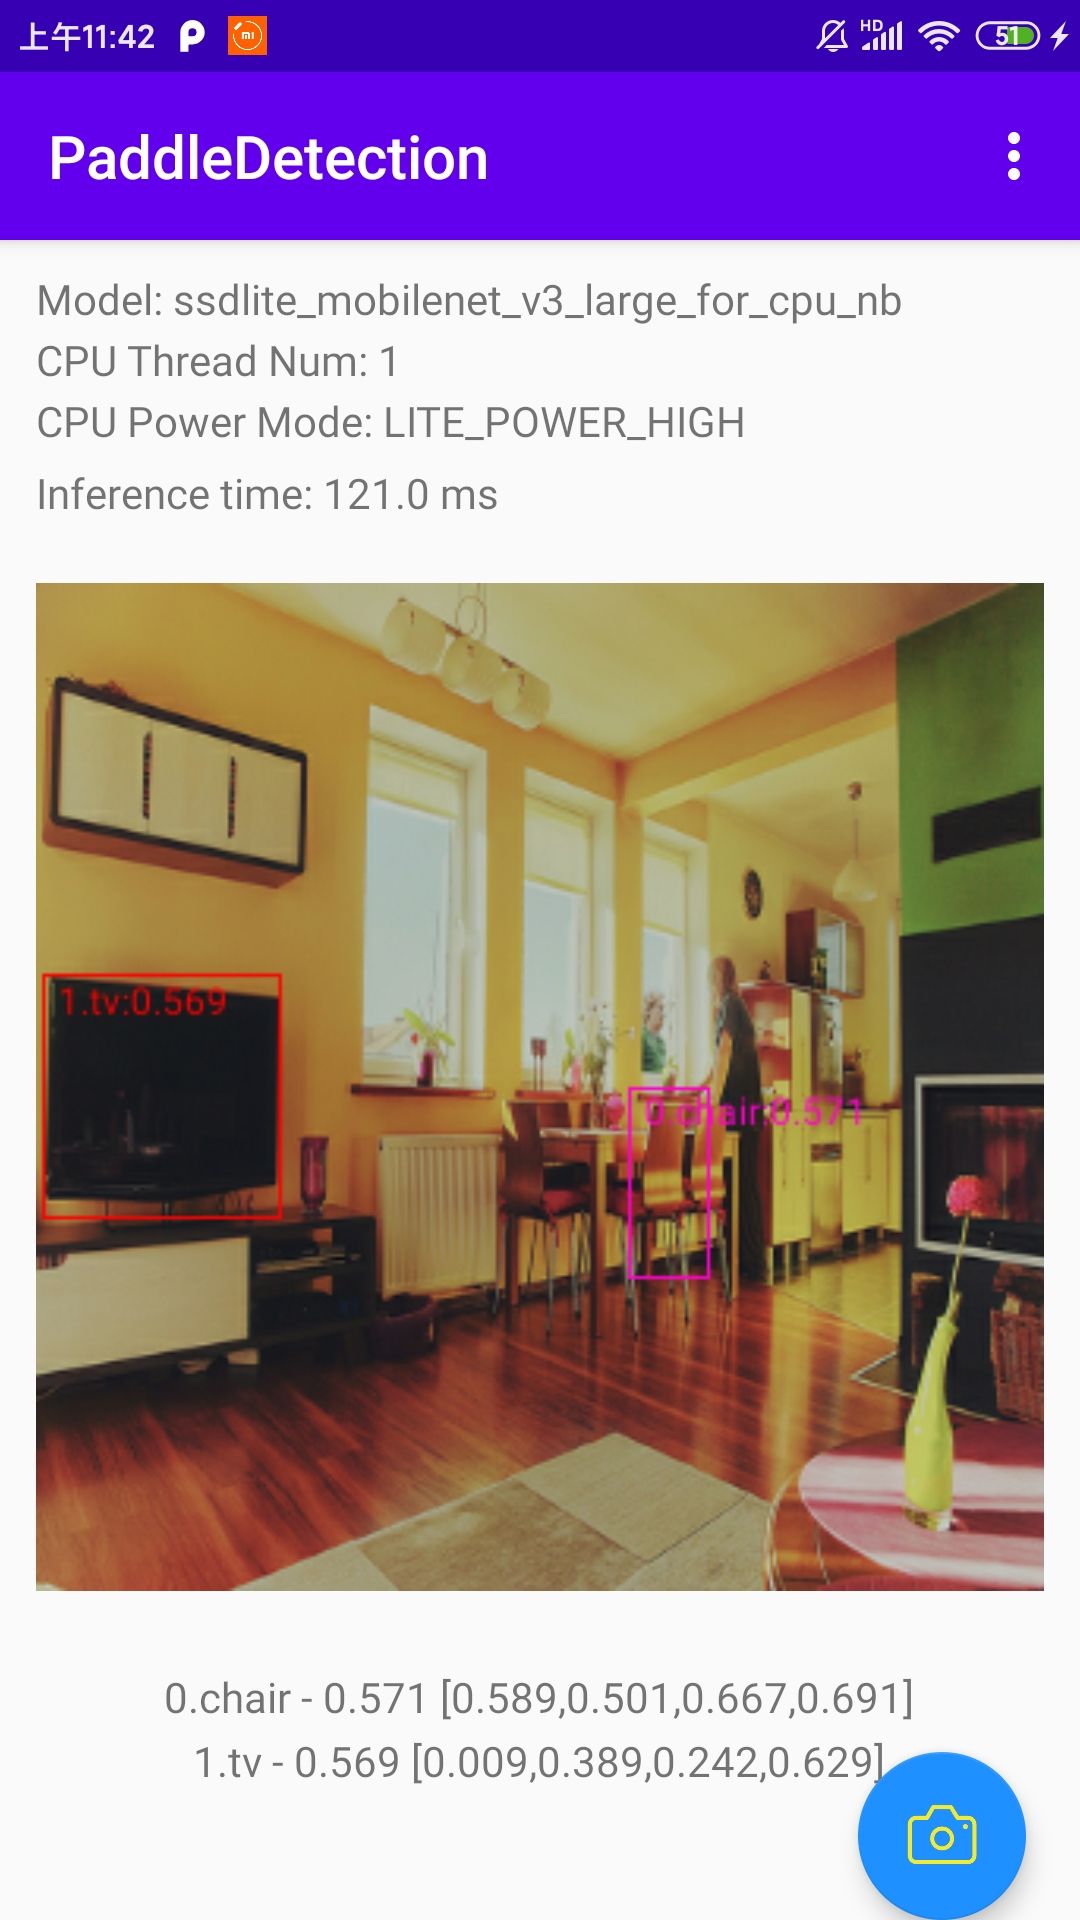 上午11:42
HD
51
PaddleDetection
Model: ssdlite_mobilenet_v3_large_for_cpu_nb
CPU Thread Num: 1
CPU Power Mode: LITE_POWER_HIGH
Inference time: 121.0 ms
1.tv:0.569
0.chair:0.571
0.chair - 0.571 [0.589,0.501,0.667,0.691]
1.tv - 0.569 [0.009,0.389,0.242,0.629]